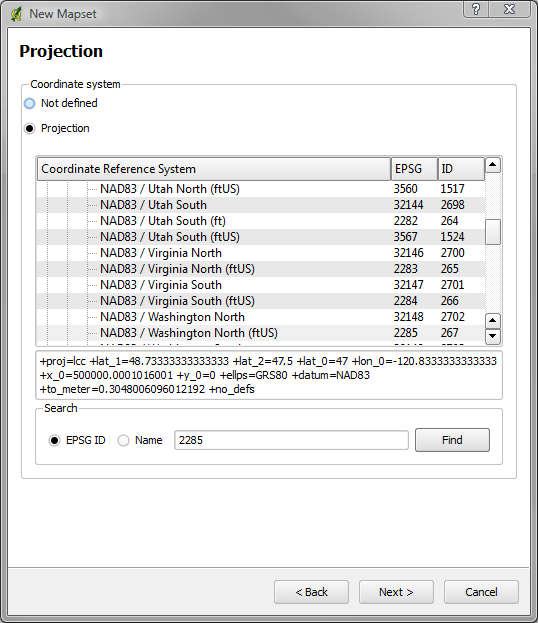 New Mapset
Projection
Coordinate system
Not defined
Projection
Coordinate Reference System EPSG ID
NAD83 / Utah North (ftUS) 3560 1517
NAD83 / Utah South 32144 2698
NAD83 / Utah South (ft) 2282 264
NAD83 / Utah South (ftUS) 3567 1524
NAD83 / Virginia North 32146 2700
NAD83 / Virginia North (ftUS) 2283 265
NAD83 / Virginia South 32147 2701
NAD83 / Virginia South (ftUS) 2284 266
NAD83 / Washington North 32148 2702
NAD83 / Washington North (ftUS) 2285 267
+proj=lcc +lat_1=48.73333333333333 +lat_2=47.5 +lat_0=47 +lon_0=-120.8333333333333
+x_0=500000.0001016001 +y_0=0 +ellps=GRS80 +datum=NAD83
+to_meter=0.3048006096012192 +no_defs
Search
EPSG ID Name 2285 Find
< Back Next > Cancel